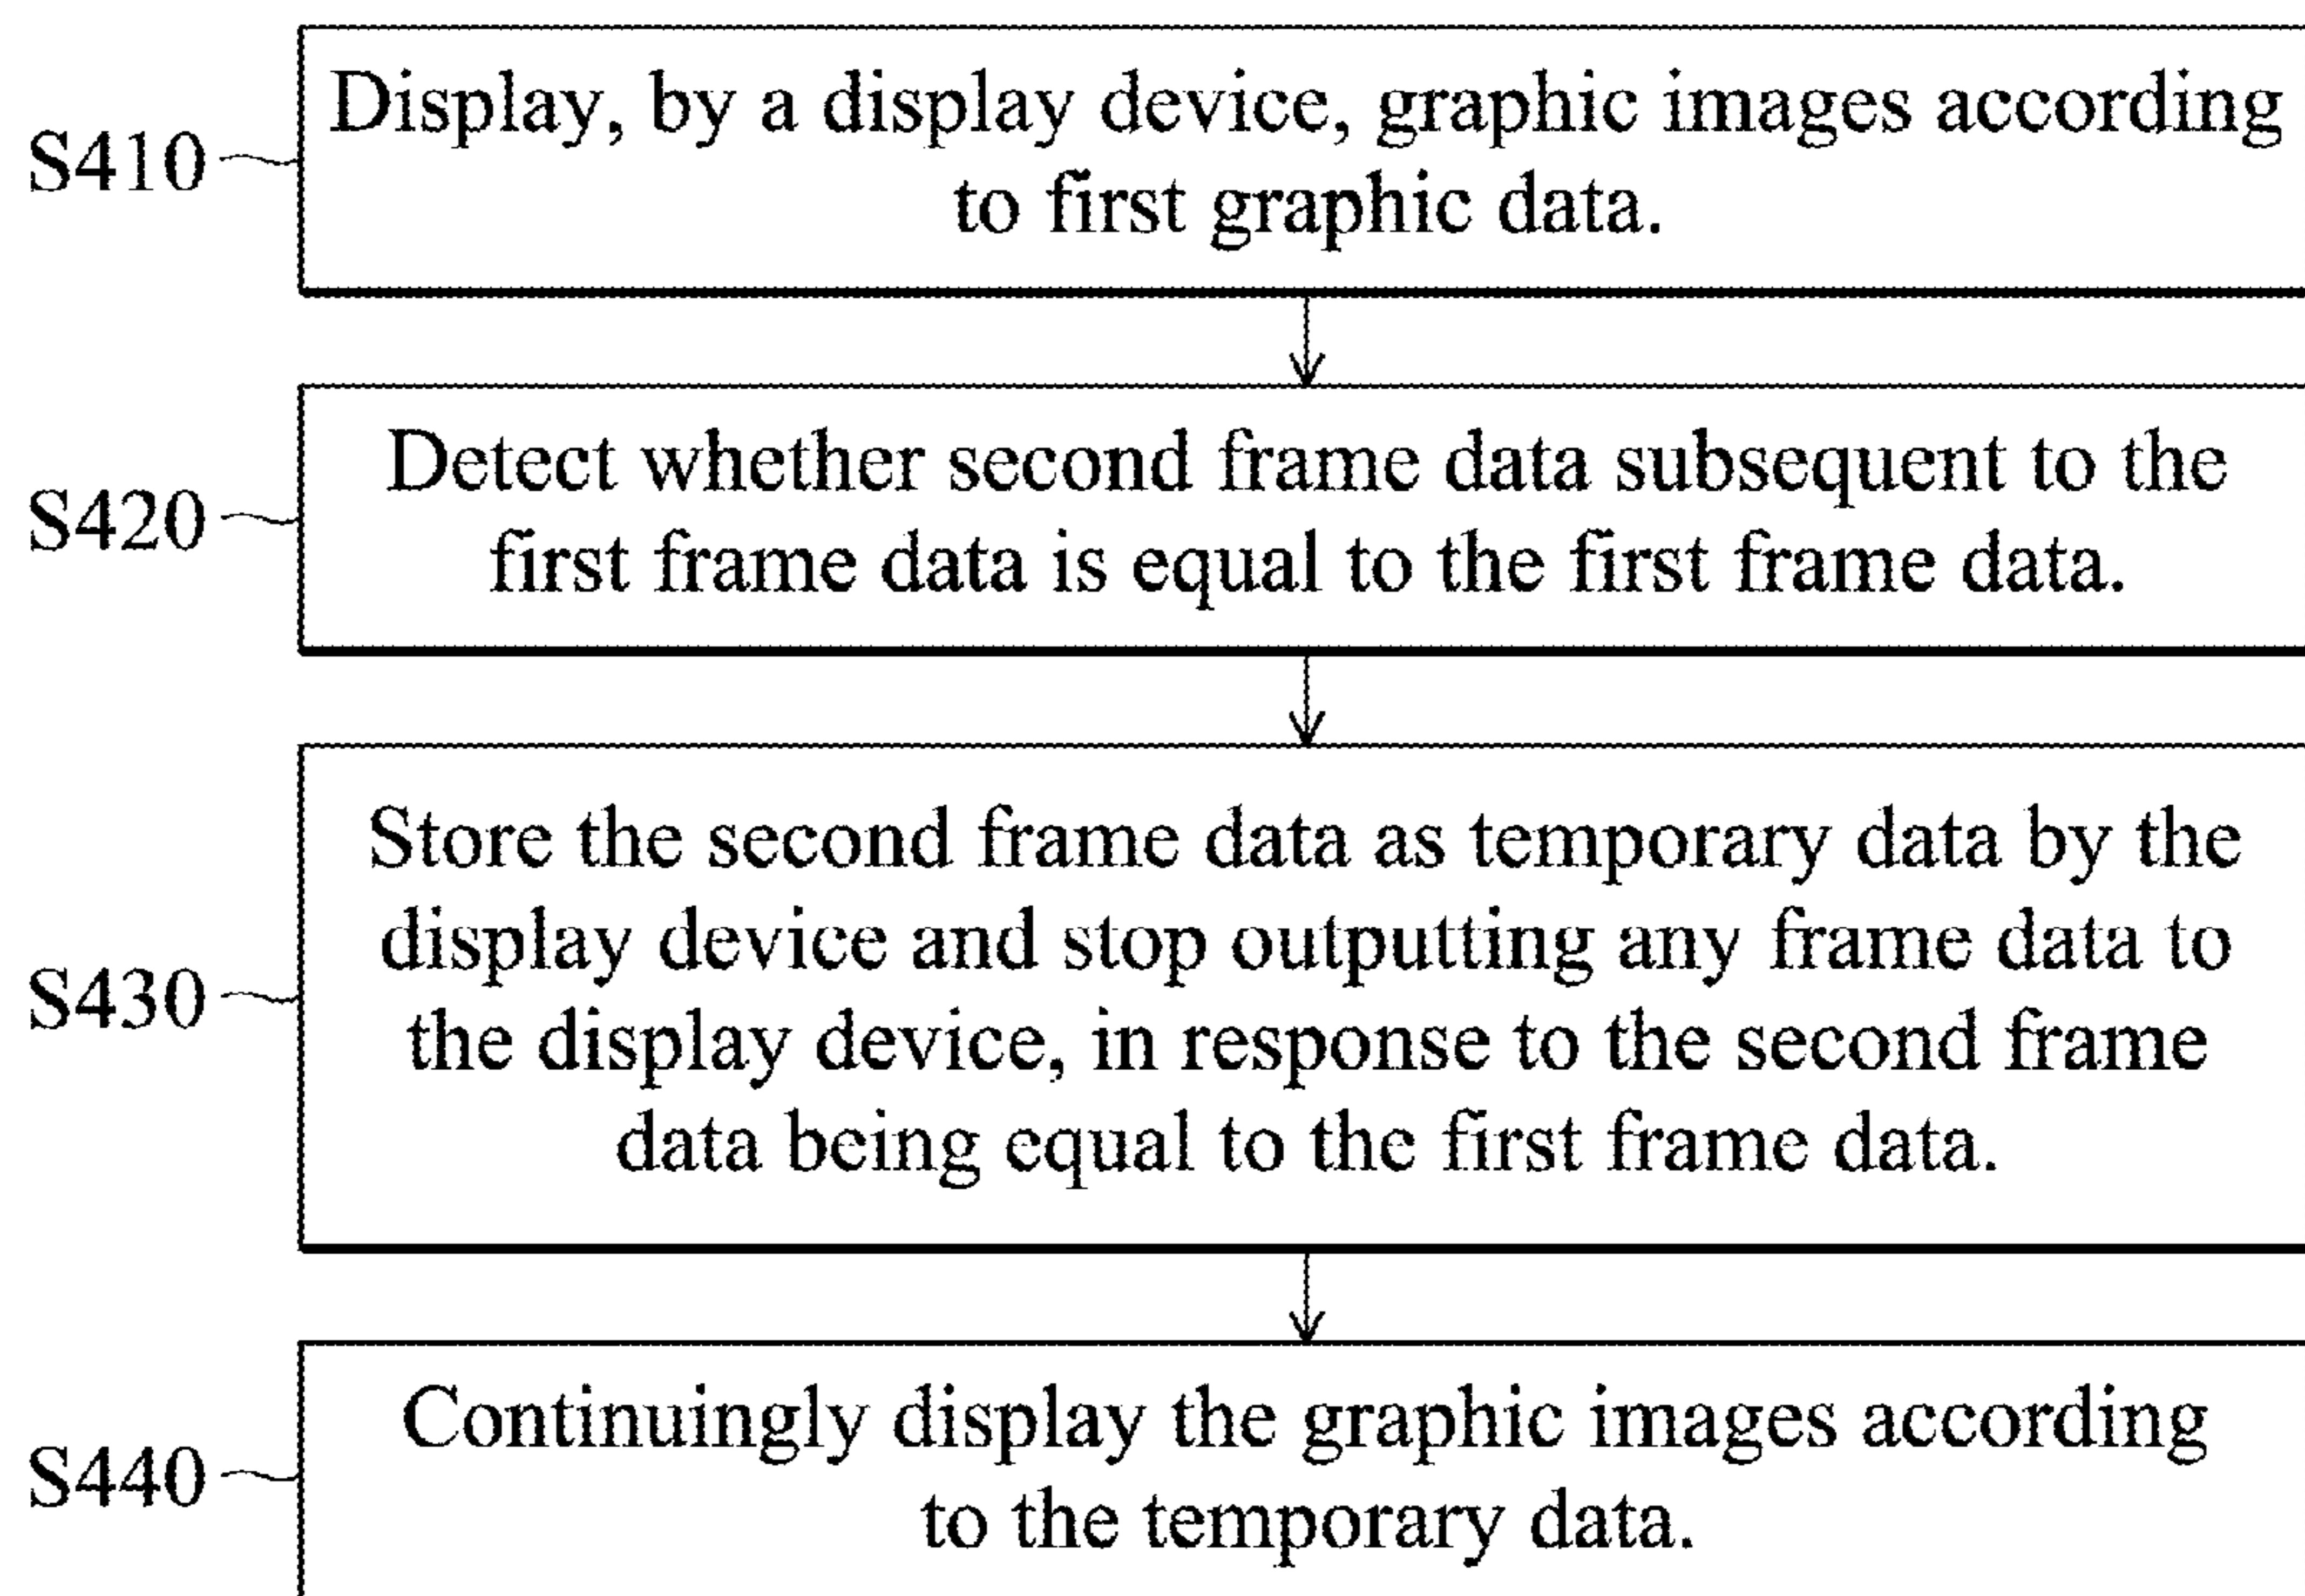 S410
Display, by a display device, graphic images according
to first graphic data.
S420
Detect whether second frame data subsequent to the
first frame data is equal to the first frame data.
S430
Store the second frame data as temporary data by the
display device and stop outputting any frame data to
the display device, in response to the second frame
data being equal to the first frame data.
S440
Continuingly display the graphic images according
to the temporary data.